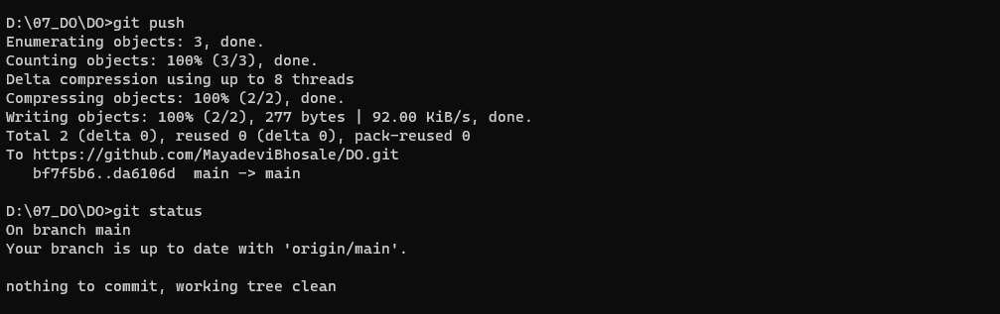 D:\07_DO\DO>git push
Enumerating objects: 3, done.
Counting objects: 100% (3/3), done.
Delta compression using up to 8 threads
Compressing objects: 100% (2/2), done.
Writing objects: 100% (2/2), 277 bytes | 92.00 KiB/s, done.
Total 2 (delta 0), reused 0 (delta 0), pack-reused 0
To https://github.com/MayadeviBhosale/DO.git
   bf7f5b6..da6106d  main -> main
D:\07_DO\DO>git status
On branch main
Your branch is up to date with 'origin/main'.
nothing to commit, working tree clean